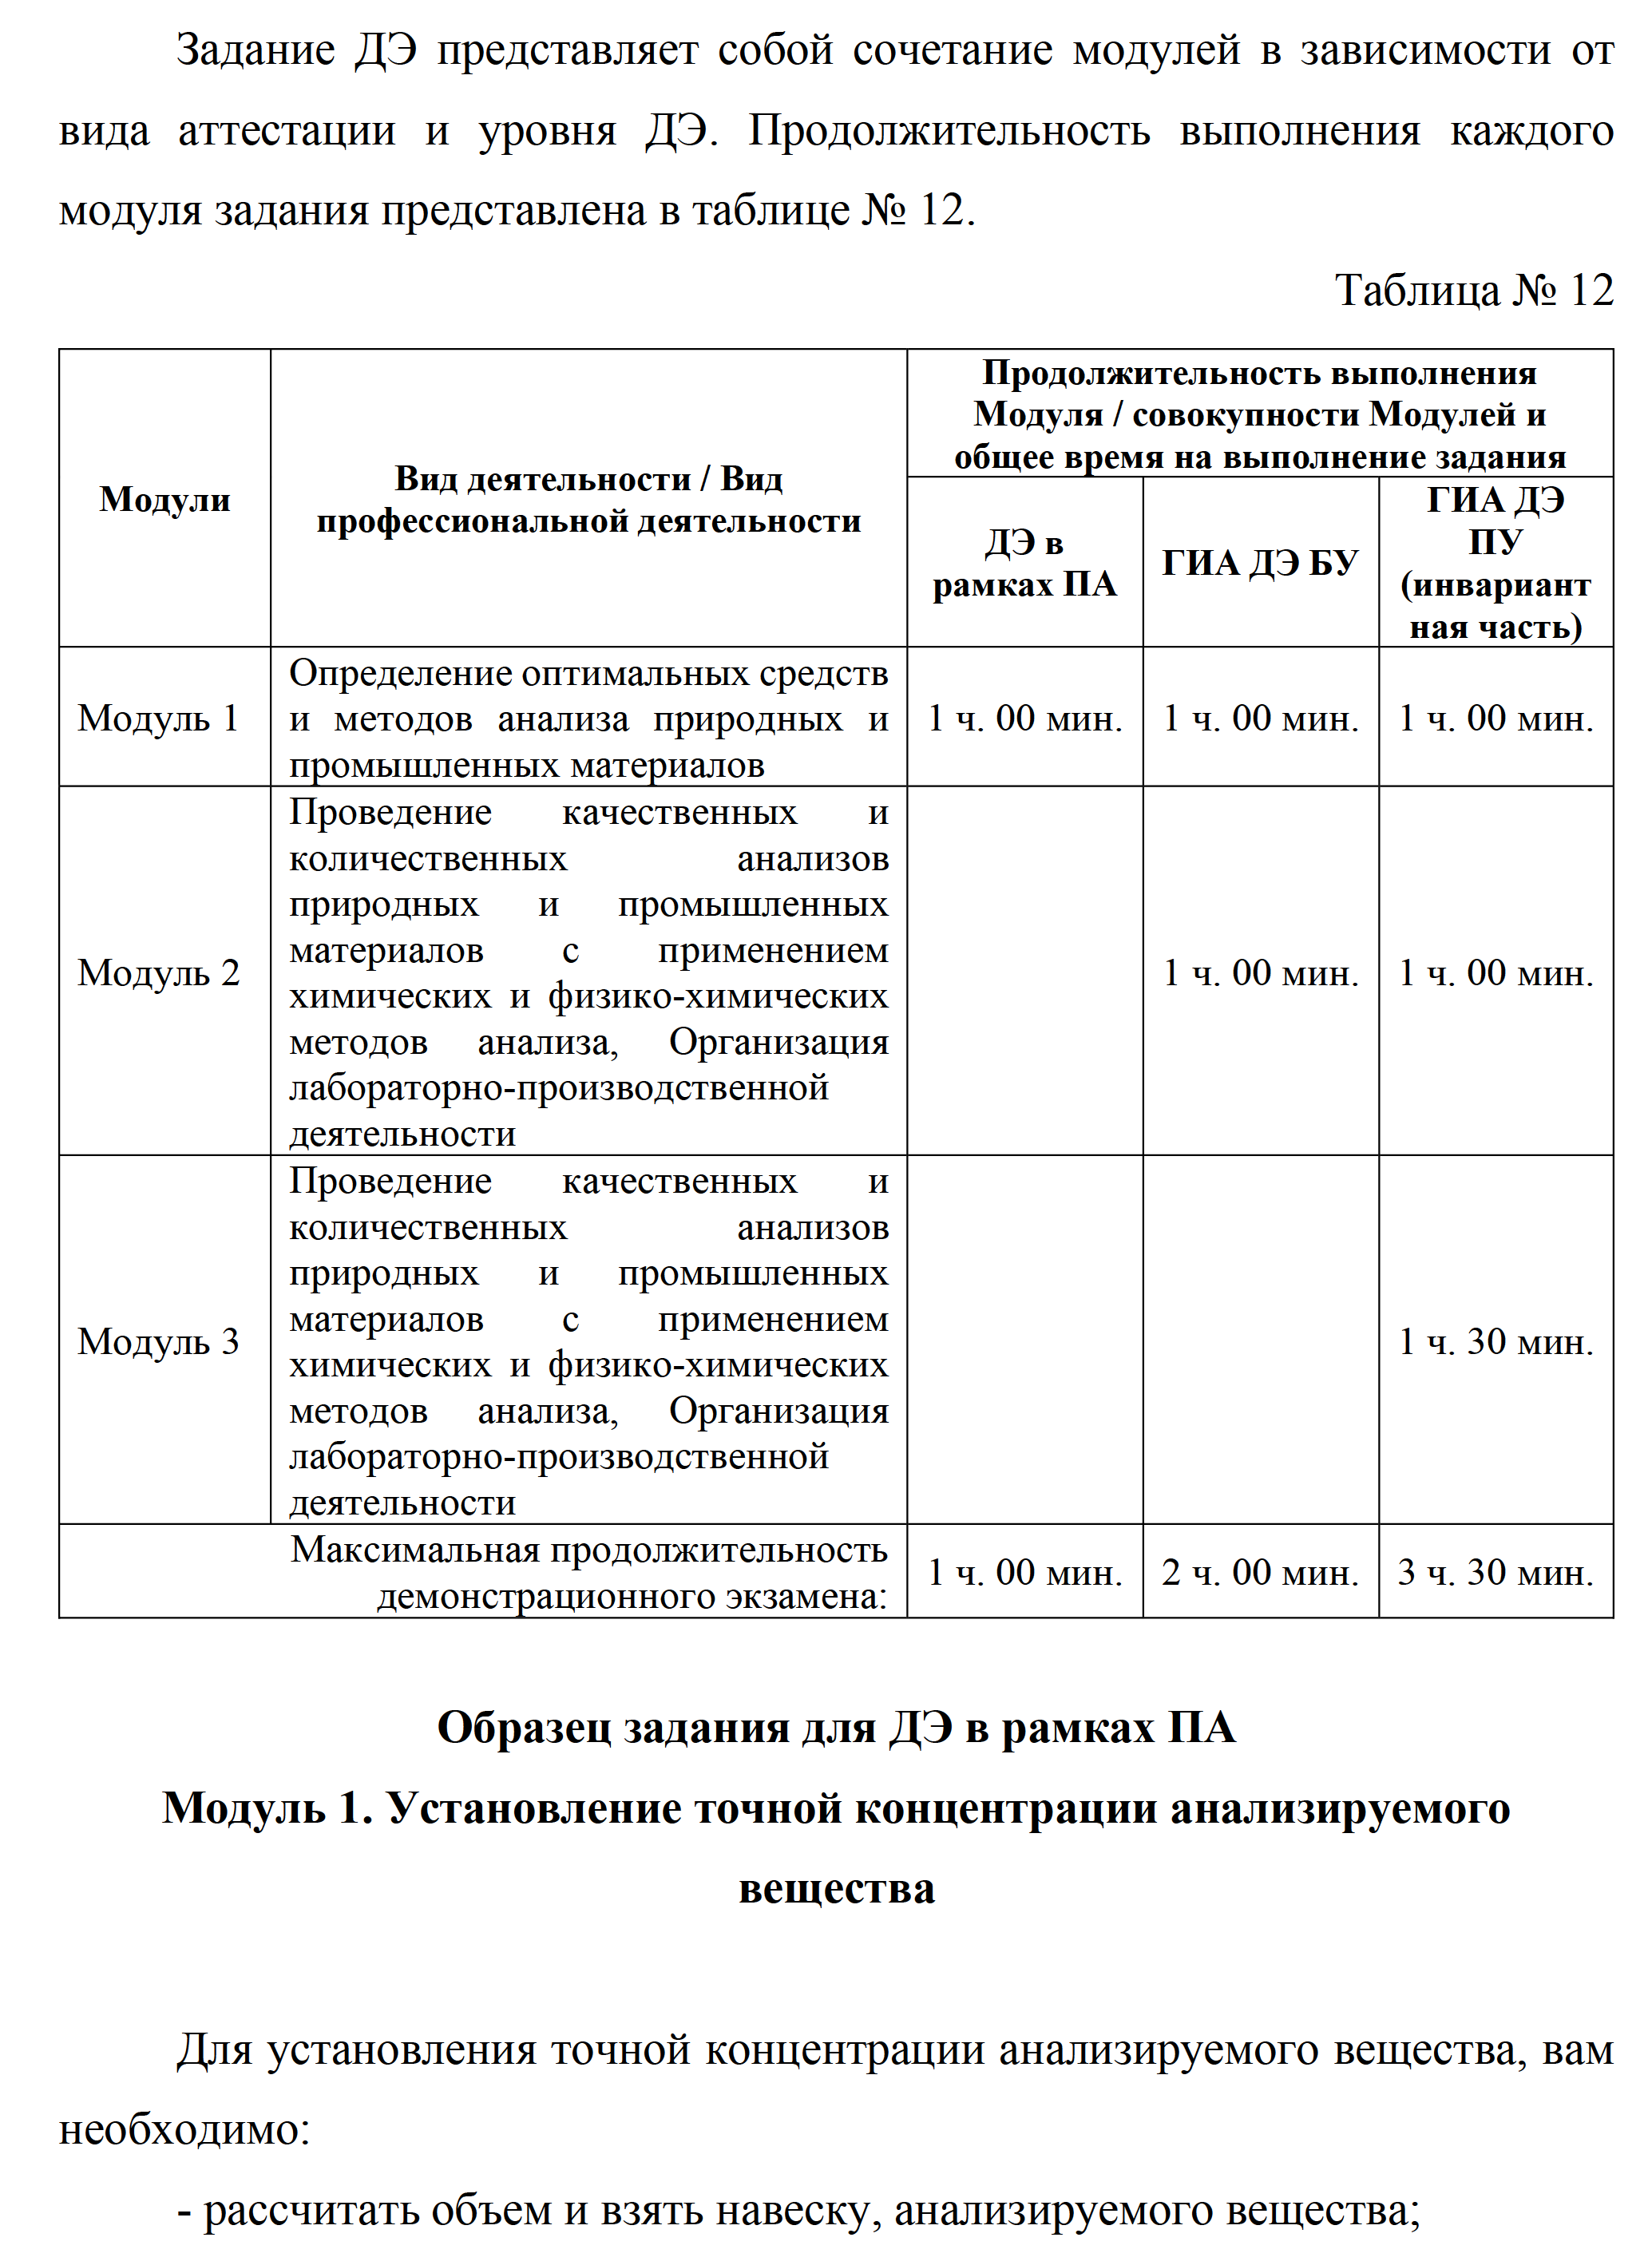 Задание ДЭ представляет собой сочетание модулей в зависимости от
вида аттестации и уровня ДЭ. Продолжительность выполнения каждого
модуля задания представлена в таблице № 12.
Таблица № 12
Модули
Вид деятельности / Вид
профессиональной деятельности
Продолжительность выполнения
Модуля / совокупности Модулей и
общее время на выполнение задания
ДЭ в
рамках ПА
ГИА ДЭ БУ
ГИА ДЭ
ПУ
(инвариант
ная часть)
Модуль 1
Определение оптимальных средств
и методов анализа природных и
промышленных материалов
1 ч. 00 мин.
1 ч. 00 мин.
1 ч. 00 мин.
Модуль 2
Проведение качественных и
количественных анализов
природных и промышленных
материалов с применением
химических и физико-химических
методов анализа, Организация
лабораторно-производственной
деятельности
1 ч. 00 мин.
1 ч. 00 мин.
Модуль 3
Проведение качественных и
количественных анализов
природных и промышленных
материалов с применением
химических и физико-химических
методов анализа, Организация
лабораторно-производственной
деятельности
1 ч. 30 мин.
Максимальная продолжительность
демонстрационного экзамена:
1 ч. 00 мин.
2 ч. 00 мин.
3 ч. 30 мин.
Образец задания для ДЭ в рамках ПА
Модуль 1. Установление точной концентрации анализируемого
вещества
Для установления точной концентрации анализируемого вещества, вам
необходимо:
- рассчитать объем и взять навеску, анализируемого вещества;